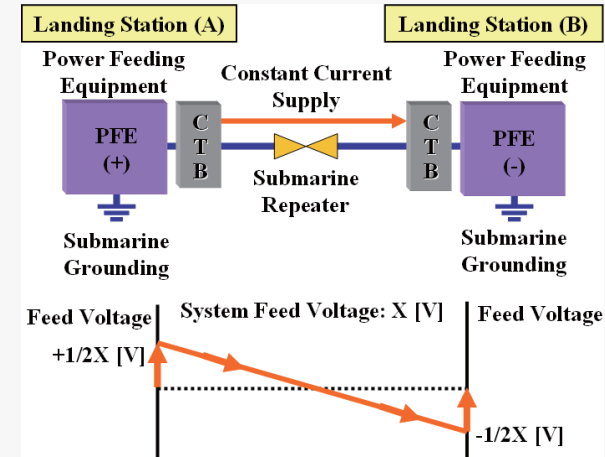 Landing Station (A)
Landing Station (B)
Power Feeding
Equipment
Constant Current
Supply
Power Feeding
Equipment
PFE
(+)
C
T
B
C
T
B
PFE
(-)
Submarine
Repeater
Submarine
Grounding
Submarine
Grounding
Feed Voltage
System Feed Voltage: X [V]
Feed Voltage
+1/2X [V]
-1/2X [V]